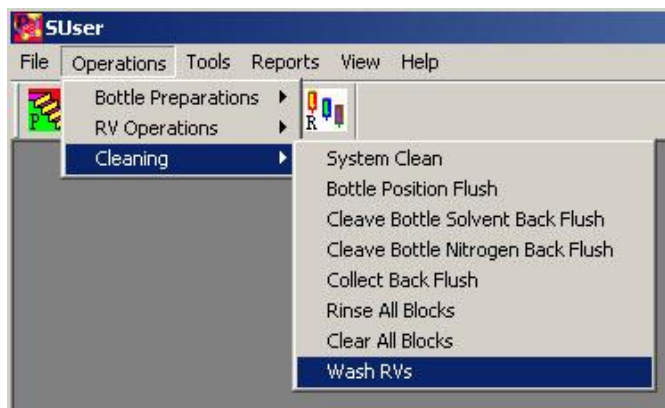 SUser
File Operations Tools Reports View Help
Bottle Preparations
RV Operations
Cleaning
P
R
System Clean
Bottle Position Flush
Cleave Bottle Solvent Back Flush
Cleave Bottle Nitrogen Back Flush
Collect Back Flush
Rinse All Blocks
Clear All Blocks
Wash RVs